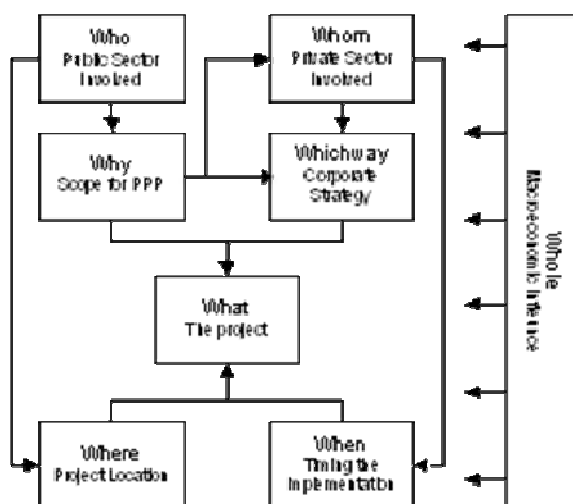 Who
Public Sector
Involved
Whom
Private Sector
Involved
Why
Scope for PPP
Whichway
Corporate
Strategy
What
The project
Where
Project Location
When
Timing the
Implementation
Whole
Macroeconomic Inference